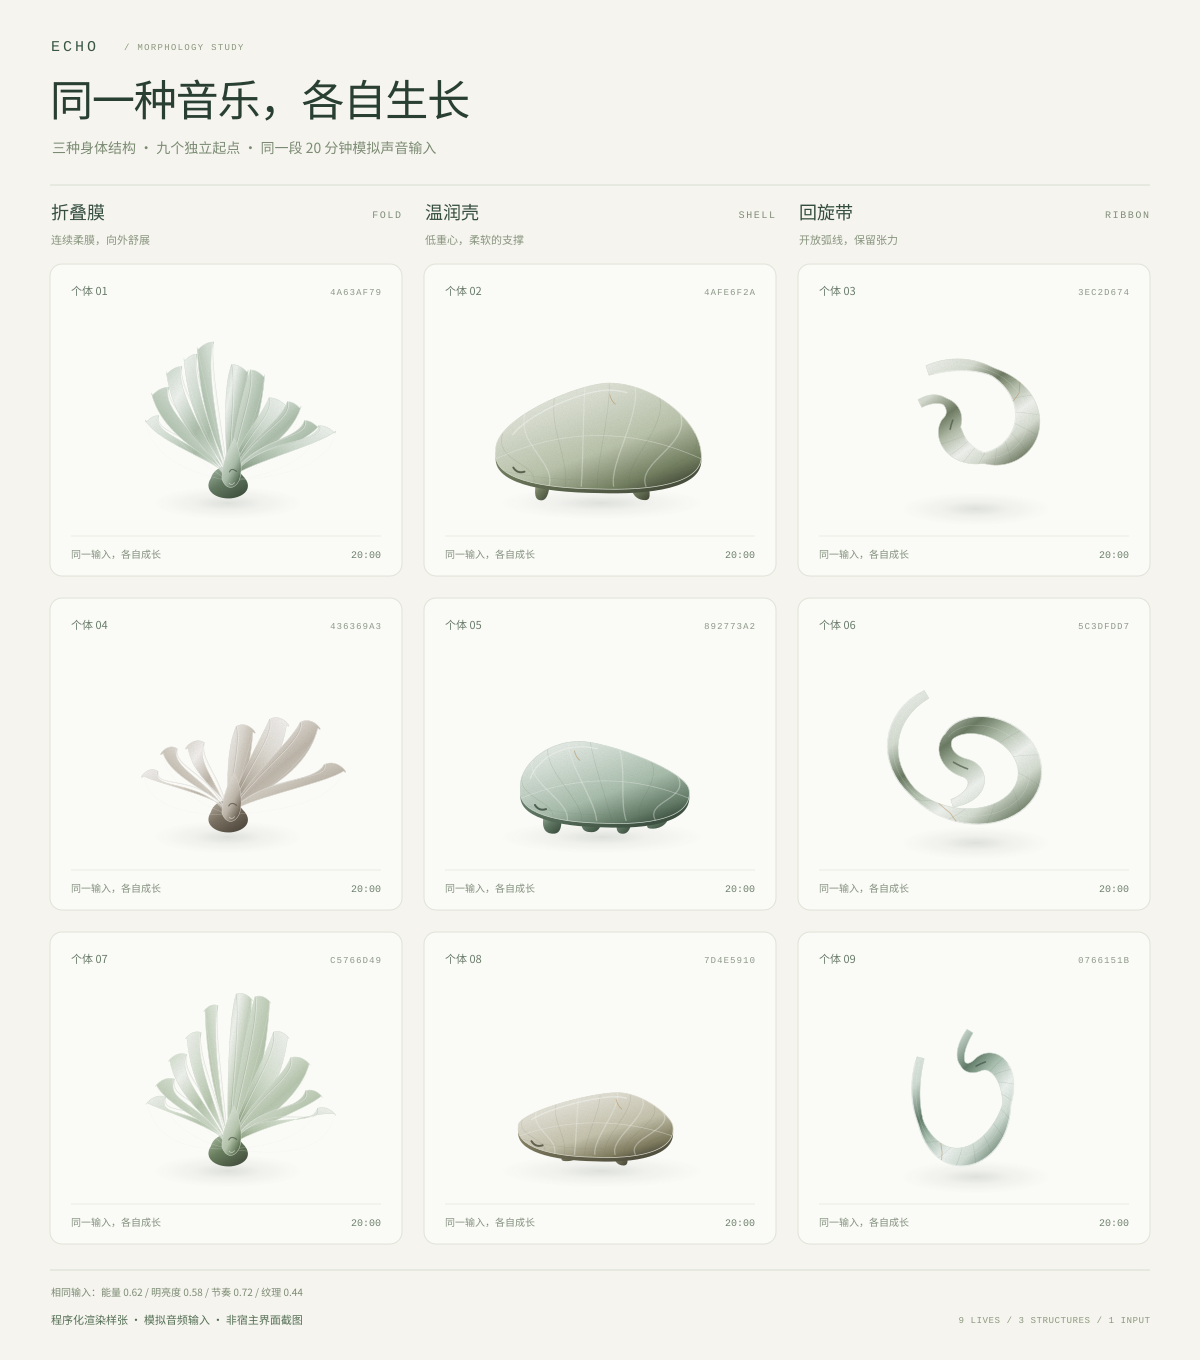 ECHO / MORPHOLOGY STUDY
同一种音乐，各自生长
三种身体结构 · 九个独立起点 · 同一段 20 分钟模拟声音输入
折叠膜 FOLD
连续柔膜，向外舒展
温润壳 SHELL
低重心，柔软的支撑
回旋带 RIBBON
开放弧线，保留张力
个体 01 4A63AF79
同一输入，各自成长 20:00
个体 02 4AFE6F2A
同一输入，各自成长 20:00
个体 03 3EC2D674
同一输入，各自成长 20:00
个体 04 436369A3
同一输入，各自成长 20:00
个体 05 892773A2
同一输入，各自成长 20:00
个体 06 5C3DFDD7
同一输入，各自成长 20:00
个体 07 C5766D49
同一输入，各自成长 20:00
个体 08 7D4E5910
同一输入，各自成长 20:00
个体 09 0766151B
同一输入，各自成长 20:00
相同输入：能量 0.62 / 明亮度 0.58 / 节奏 0.72 / 纹理 0.44
程序化渲染样张 · 模拟音频输入 · 非宿主界面截图
9 LIVES / 3 STRUCTURES / 1 INPUT